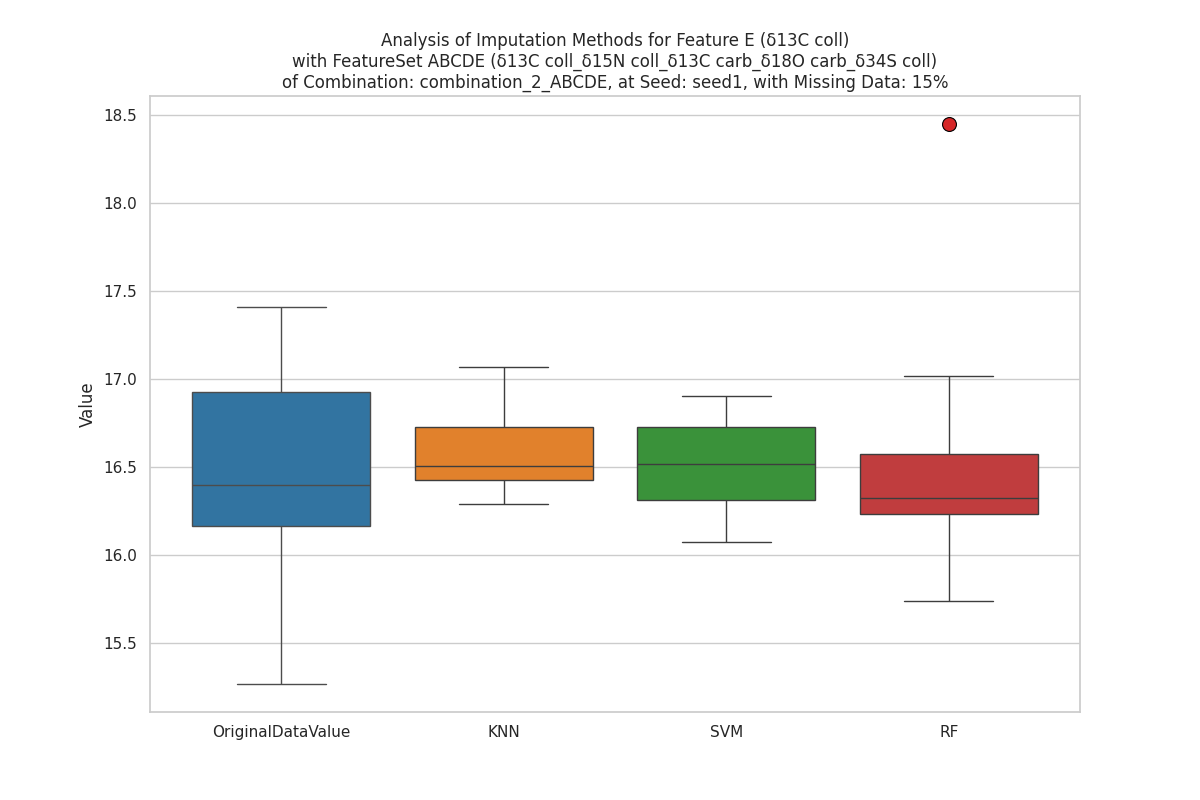 Analysis of Imputation Methods for Feature E (δ13C coll)
with FeatureSet ABCDE (δ13C coll_δ15N coll_δ13C carb_δ18O carb_δ34S coll)
of Combination: combination_2_ABCDE, at Seed: seed1, with Missing Data: 15%
18.5
18.0
17.5
17.0
16.5
16.0
15.5
Value
OriginalDataValue
KNN
SVM
RF